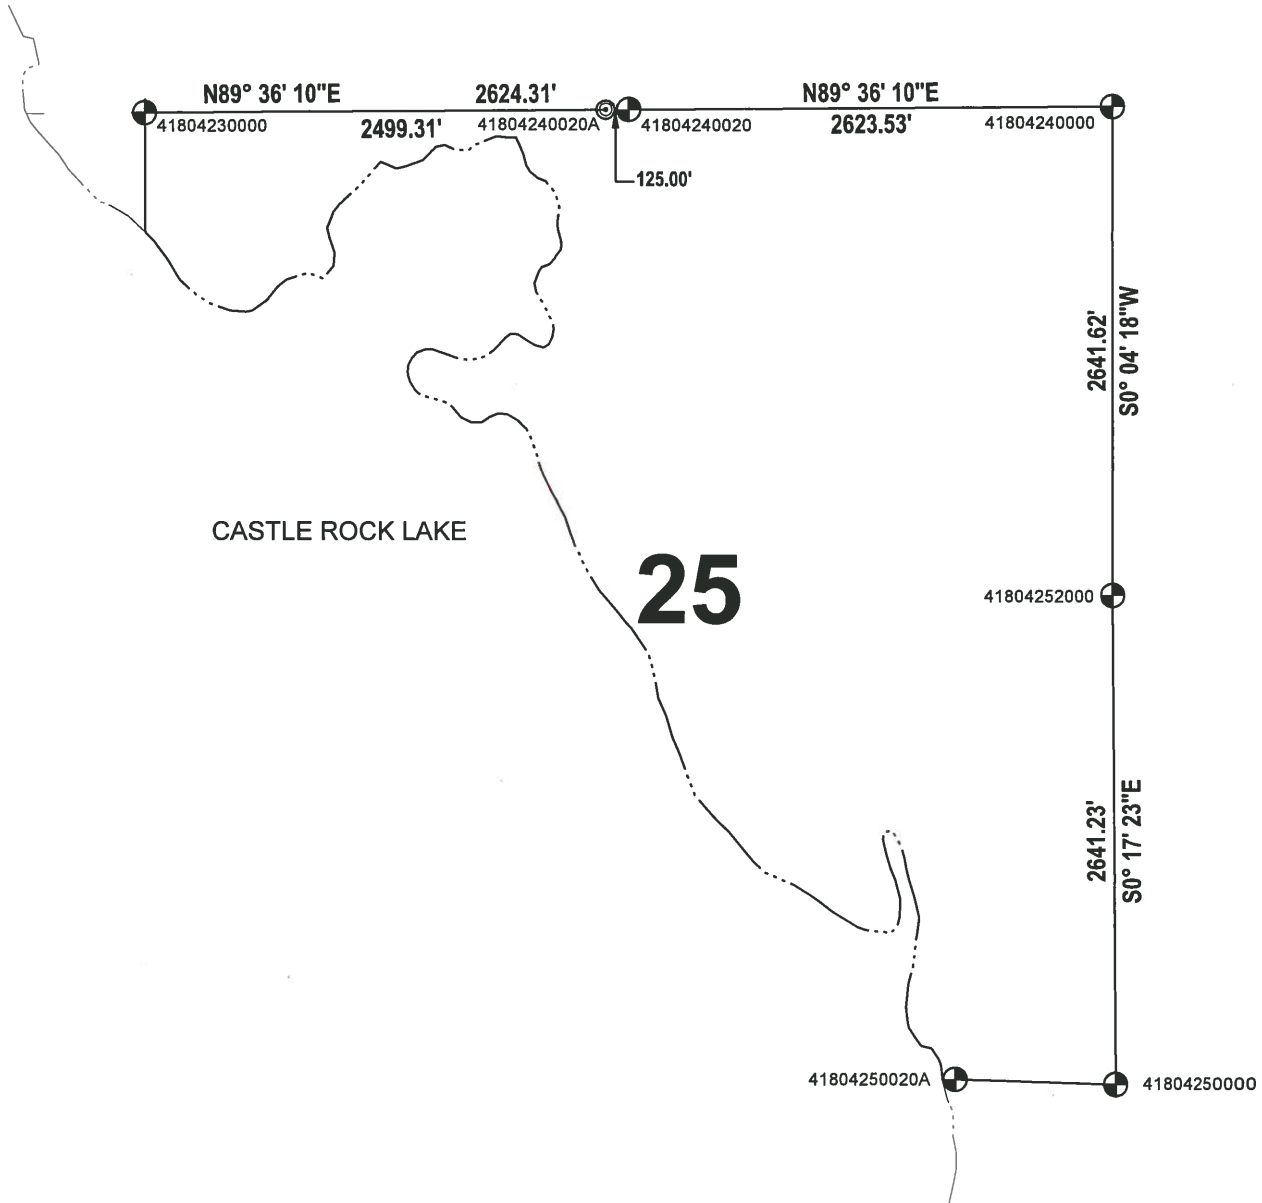 N89° 36' 10"E
2624.31'
N89° 36' 10"E
41804230000
2499.31'
41804240020A
41804240020
2623.53'
41804240000
125.00'
2641.62'
S0° 04' 18"W
CASTLE ROCK LAKE
25
41804252000
2641.23'
S0° 17' 23"E
41804250020A
41804250000